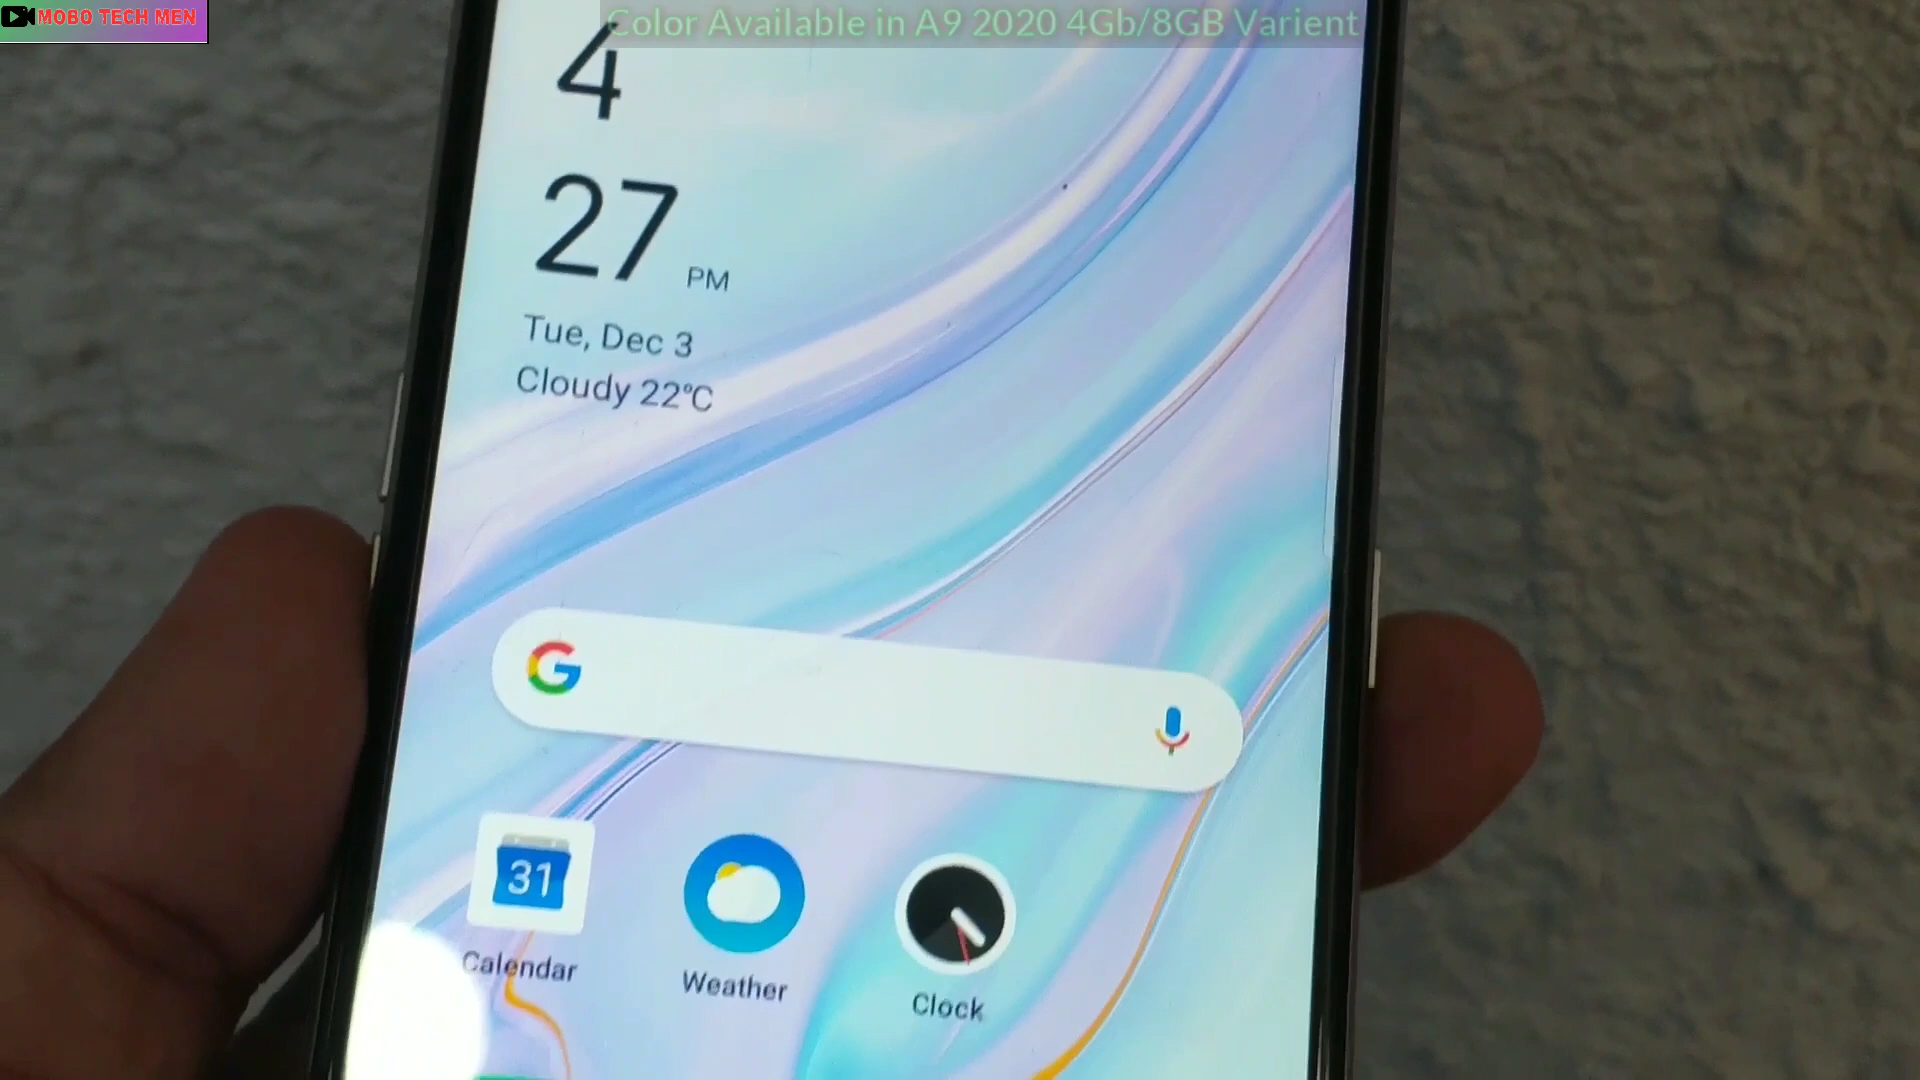 MOBO TECH MEN
Color Available in A9 2020 4Gb/8GB Varient
4
27 PM
Tue, Dec 3
Cloudy 22°C
G
31
Calendar
Weather
Clock